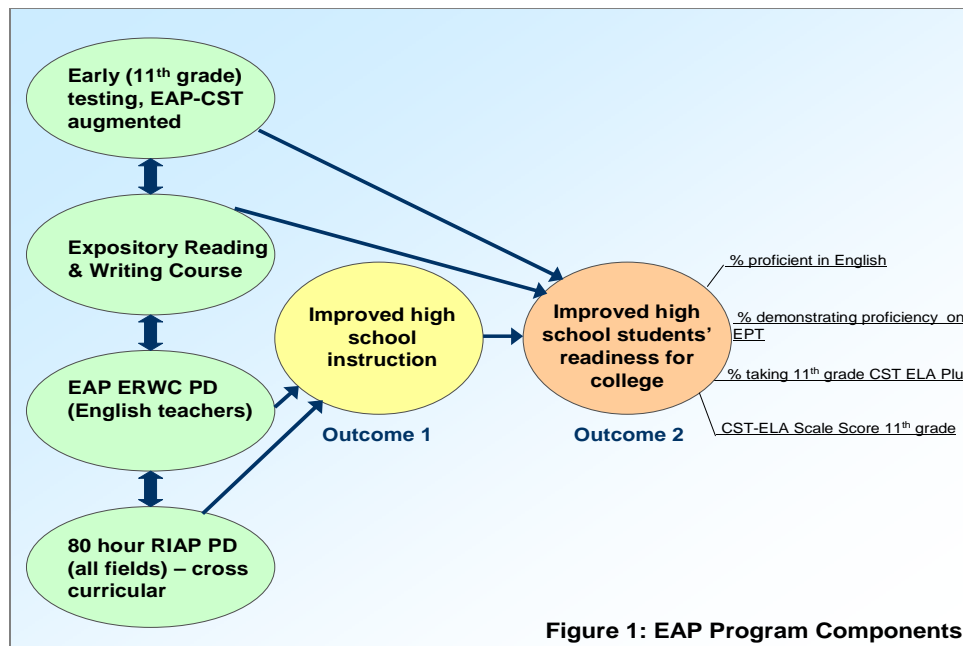 Early (11th grade)
testing, EAP-CST
augmented
Expository Reading
& Writing Course
EAP ERWC PD
(English teachers)
80 hour RIAP PD
(all fields) – cross
curricular
Improved high
school
instruction
Outcome 1
Improved high
school students’
readiness for
college
Outcome 2
% proficient in English
% demonstrating proficiency on
EPT
% taking 11th grade CST ELA Plu
CST-ELA Scale Score 11th grade
Figure 1: EAP Program Components